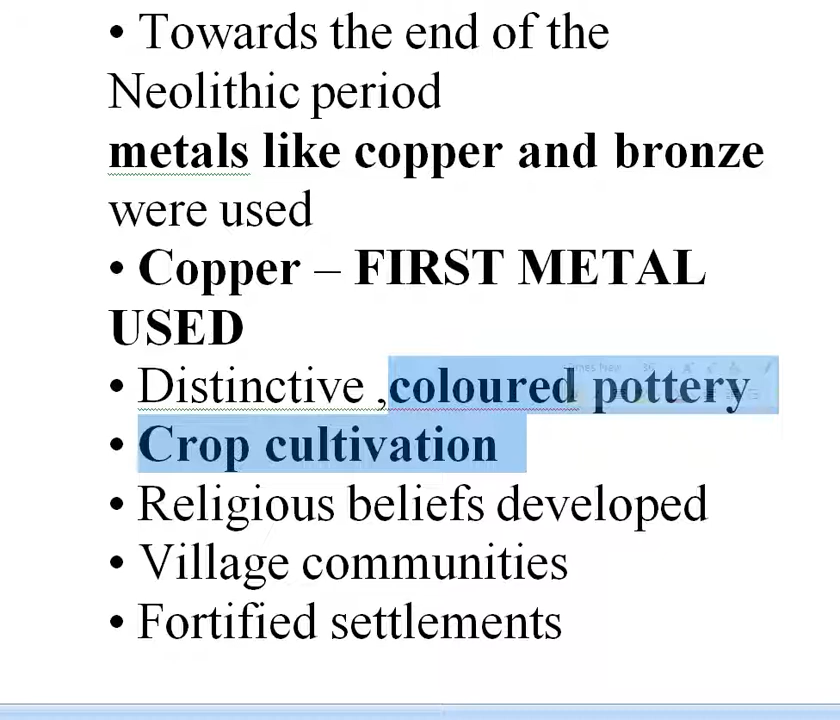 • Towards the end of the
Neolithic period
metals like copper and bronze
were used
• Copper – FIRST METAL
USED
• Distinctive ,coloured pottery
• Crop cultivation
• Religious beliefs developed
• Village communities
• Fortified settlements